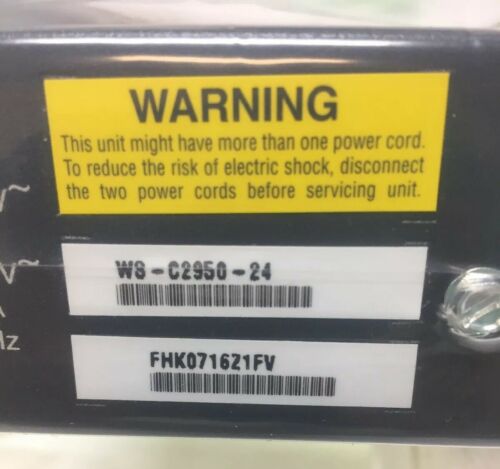 WARNING
This unit might have more than one power cord.
To reduce the risk of electric shock, disconnect
the two power cords before servicing unit.
V~
V~
A
Hz
WS-C2950-24
FHK0716Z1FV